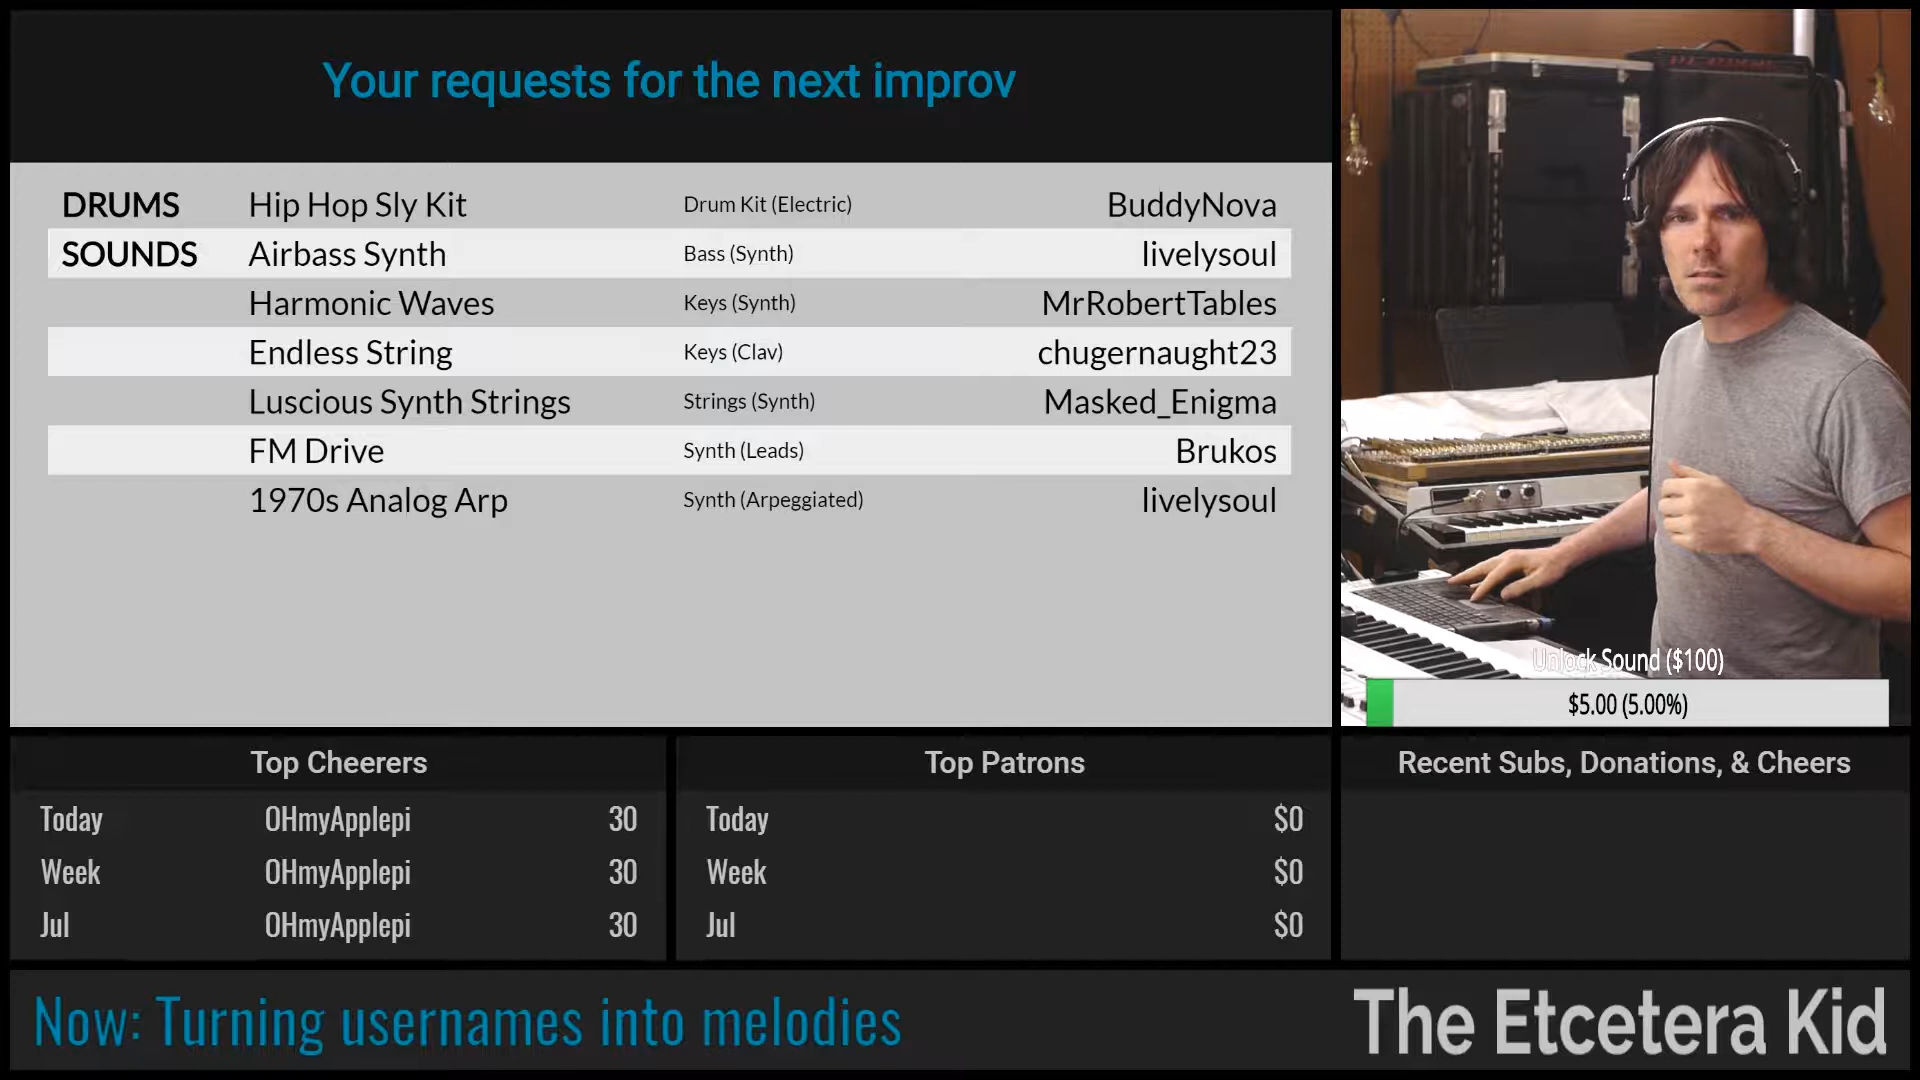 Your requests for the next improv
DRUMS Hip Hop Sly Kit Drum Kit (Electric) BuddyNova
SOUNDS Airbass Synth Bass (Synth) livelysoul
Harmonic Waves Keys (Synth) MrRobertTables
Endless String Keys (Clav) chugernaught23
Luscious Synth Strings Strings (Synth) Masked_Enigma
FM Drive Synth (Leads) Brukos
1970s Analog Arp Synth (Arpeggiated) livelysoul
Unlock Sound ($100)
$5.00 (5.00%)
Top Cheerers
Today OHmyApplepi 30
Week OHmyApplepi 30
Jul OHmyApplepi 30
Top Patrons
Today $0
Week $0
Jul $0
Recent Subs, Donations, & Cheers
Now: Turning usernames into melodies
The Etcetera Kid